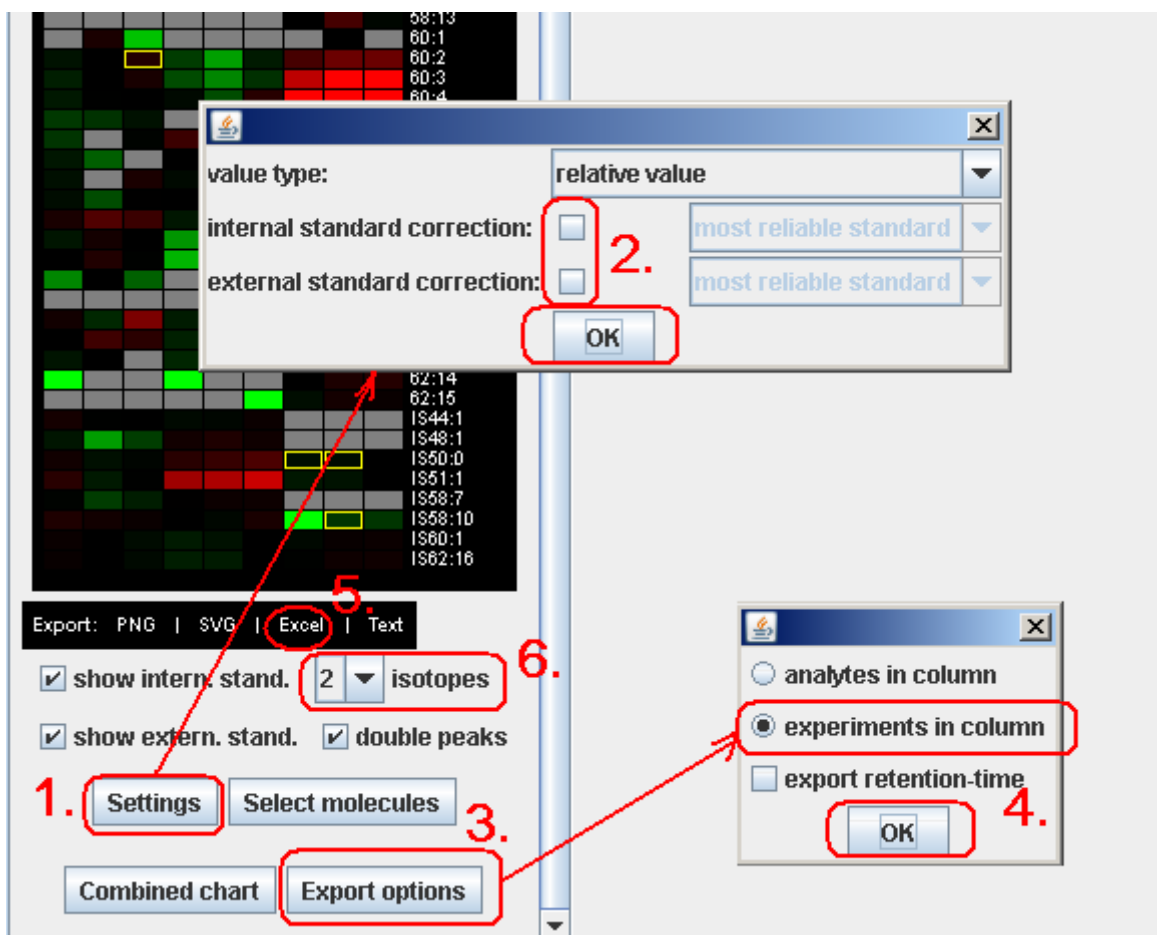 58:13
60:1
60:2
60:3
60:4
value type: relative value
internal standard correction: most reliable standard
2.
external standard correction: most reliable standard
OK
62:14
62:15
IS44:1
IS48:1
IS50:0
IS51:1
IS58:7
IS58:10
IS60:1
IS62:16
5.
Export: PNG | SVG | Excel | Text
show intern. stand. 2 isotopes
6.
show extern. stand. double peaks
1. Settings Select molecules
3.
Combined chart Export options
analytes in column
experiments in column
export retention-time
OK
4.